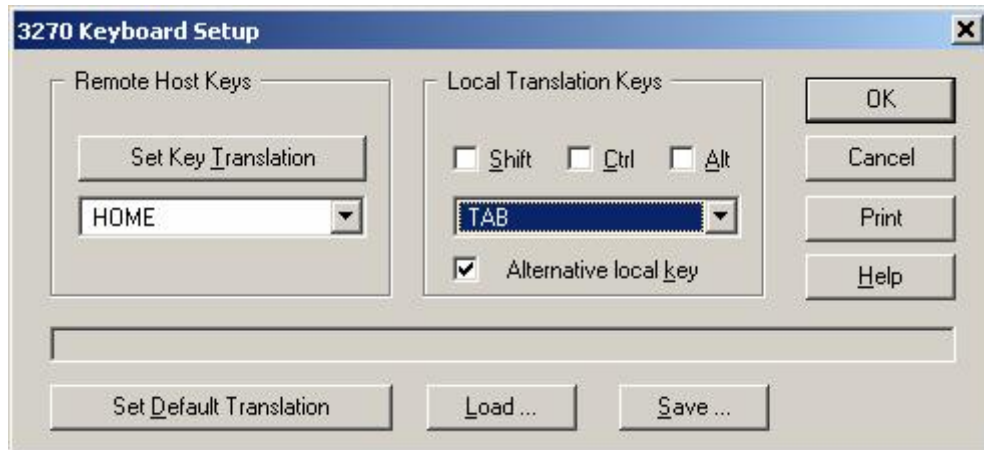 3270 Keyboard Setup
Remote Host Keys
Set Key Translation
HOME
Local Translation Keys
Shift
Ctrl
Alt
TAB
Alternative local key
OK
Cancel
Print
Help
Set Default Translation
Load ...
Save ...